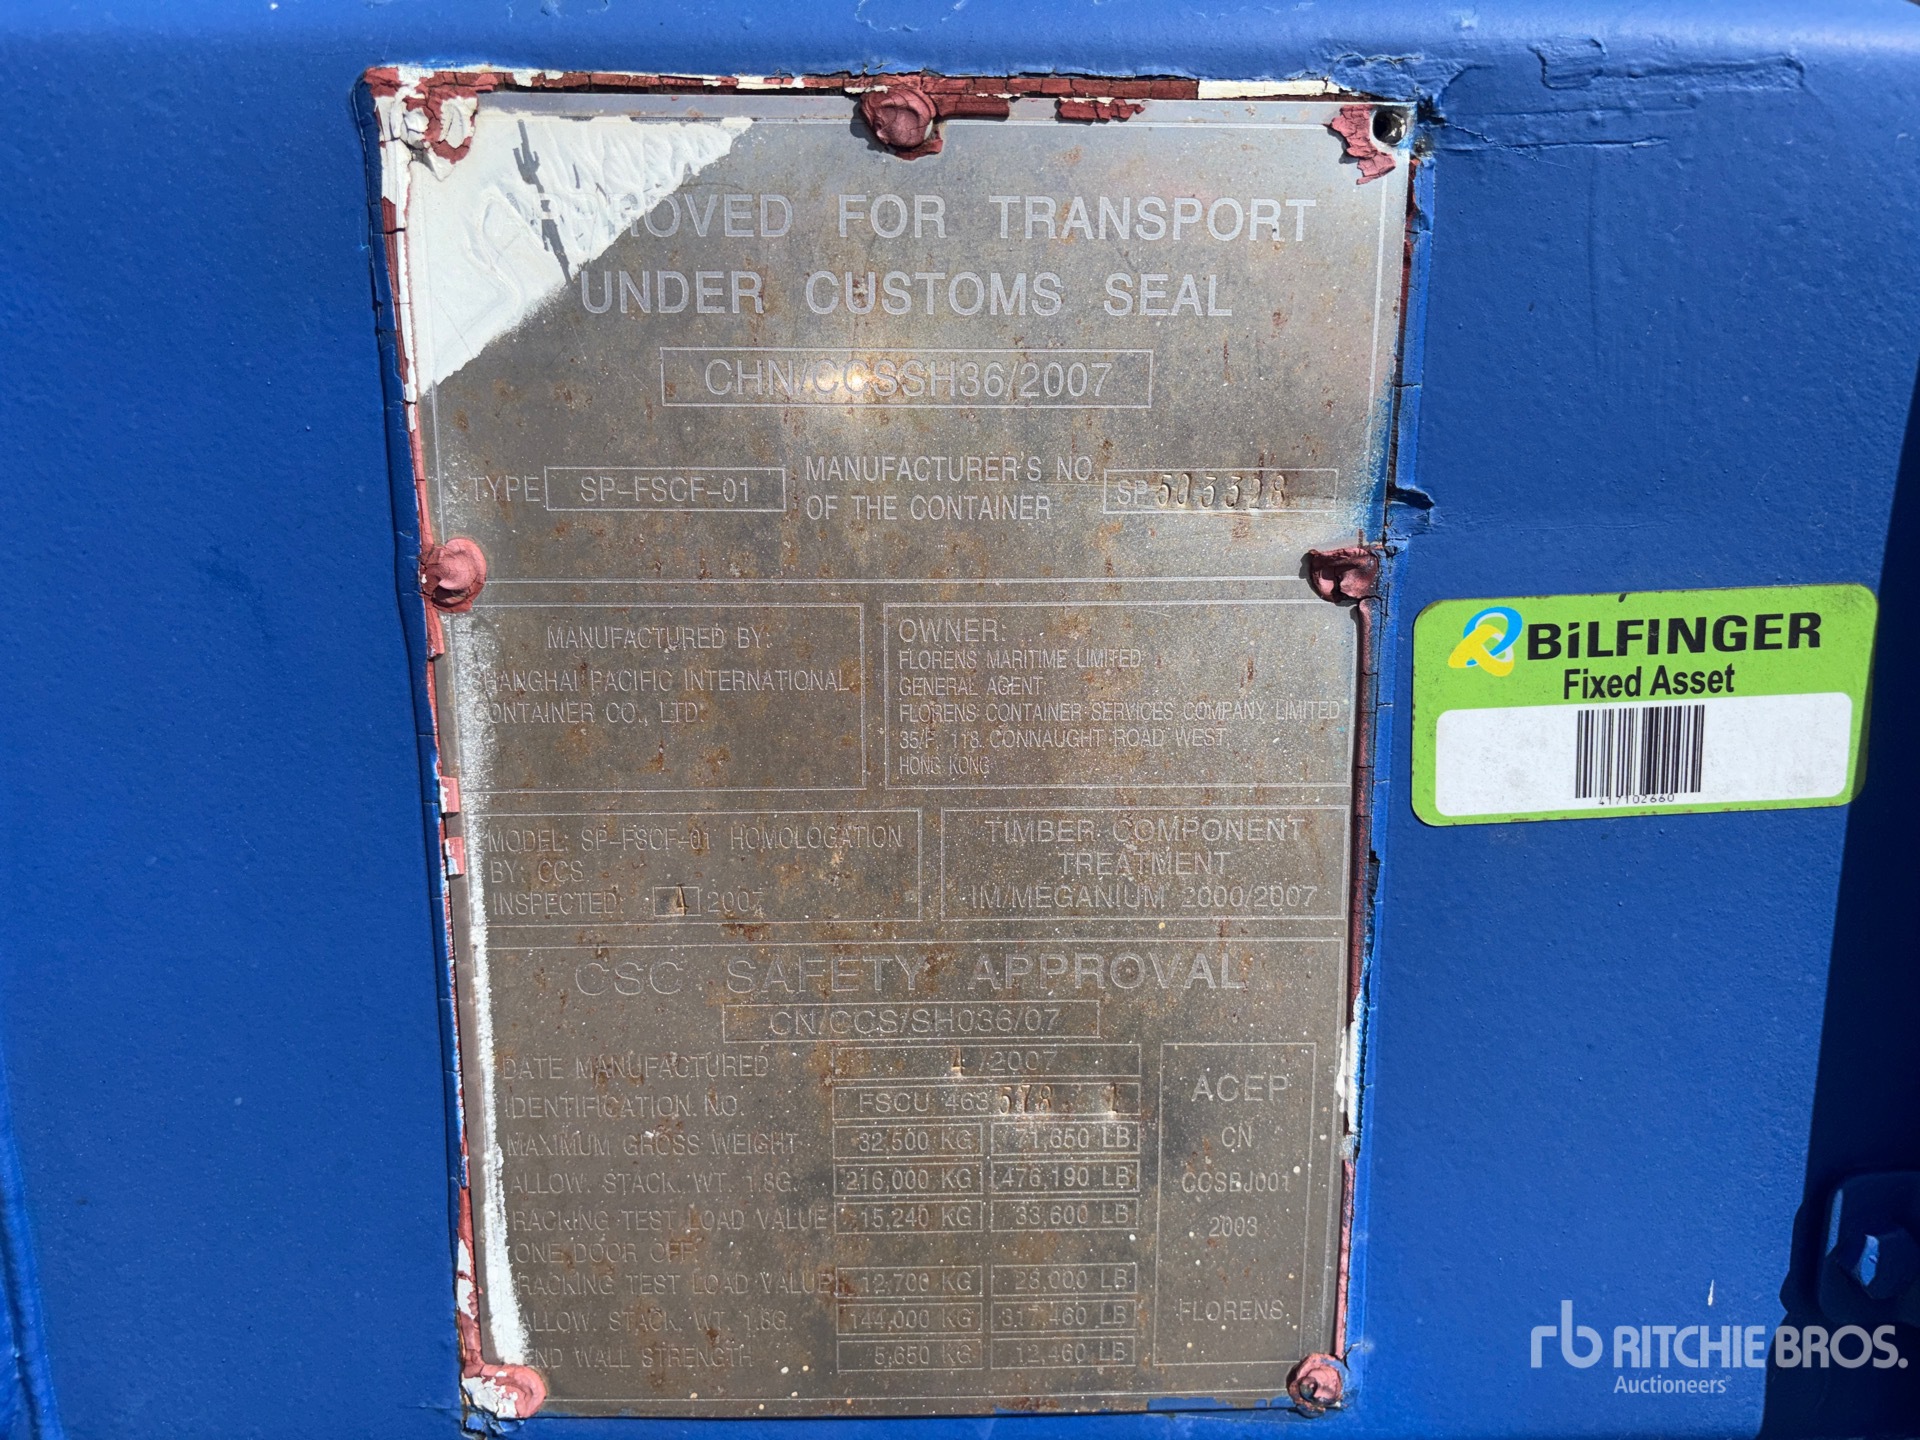 APPROVED FOR TRANSPORT
UNDER CUSTOMS SEAL
CHN/CCSSH36/2007
TYPE SP-FSCF-01 MANUFACTURER'S NO. OF THE CONTAINER SP 503328
MANUFACTURED BY:
SHANGHAI PACIFIC INTERNATIONAL
CONTAINER CO., LTD.
OWNER:
FLORENS MARITIME LIMITED
GENERAL AGENT:
FLORENS CONTAINER SERVICES COMPANY LIMITED
35/F, 118. CONNAUGHT ROAD WEST,
HONG KONG
MODEL: SP-FSCF-01 HOMOLOGATION
BY: CCS
INSPECTED: 4 2007
TIMBER COMPONENT
TREATMENT
IM/MEGANIUM 2000/2007
CSC SAFETY APPROVAL
CN/CCS/SH036/07
DATE MANUFACTURED 4 /2007
IDENTIFICATION NO. FSCU 463 578 1
MAXIMUM GROSS WEIGHT 32,500 KG 71,650 LB
ALLOW. STACK. WT. 1.8G. 216,000 KG 476,190 LB
RACKING TEST LOAD VALUE 15,240 KG 33,600 LB
ONE DOOR OFF:
RACKING TEST LOAD VALUE 12,700 KG 28,000 LB
ALLOW. STACK. WT. 1.8G. 144,000 KG 317,460 LB
END WALL STRENGTH 5,650 KG 12,460 LB
ACEP
CN
CCSBJ001
2003
FLORENS.
BiLFINGER
Fixed Asset
417102660
rb RITCHIE BROS.
Auctioneers